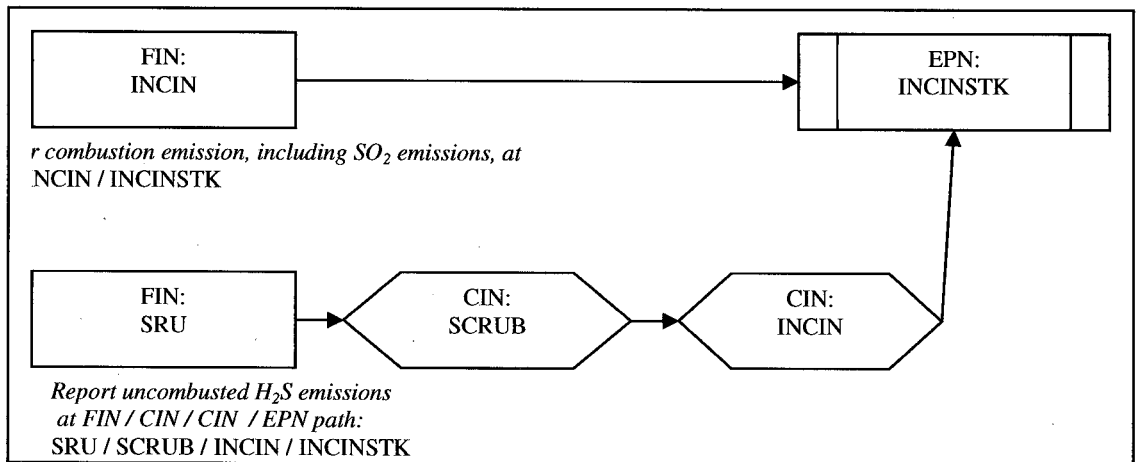 FIN:
INCIN
EPN:
INCINSTK
r combustion emission, including SO₂ emissions, at
NCIN / INCINSTK
FIN:
SRU
CIN:
SCRUB
CIN:
INCIN
Report uncombusted H₂S emissions
at FIN / CIN / CIN / EPN path:
SRU / SCRUB / INCIN / INCINSTK